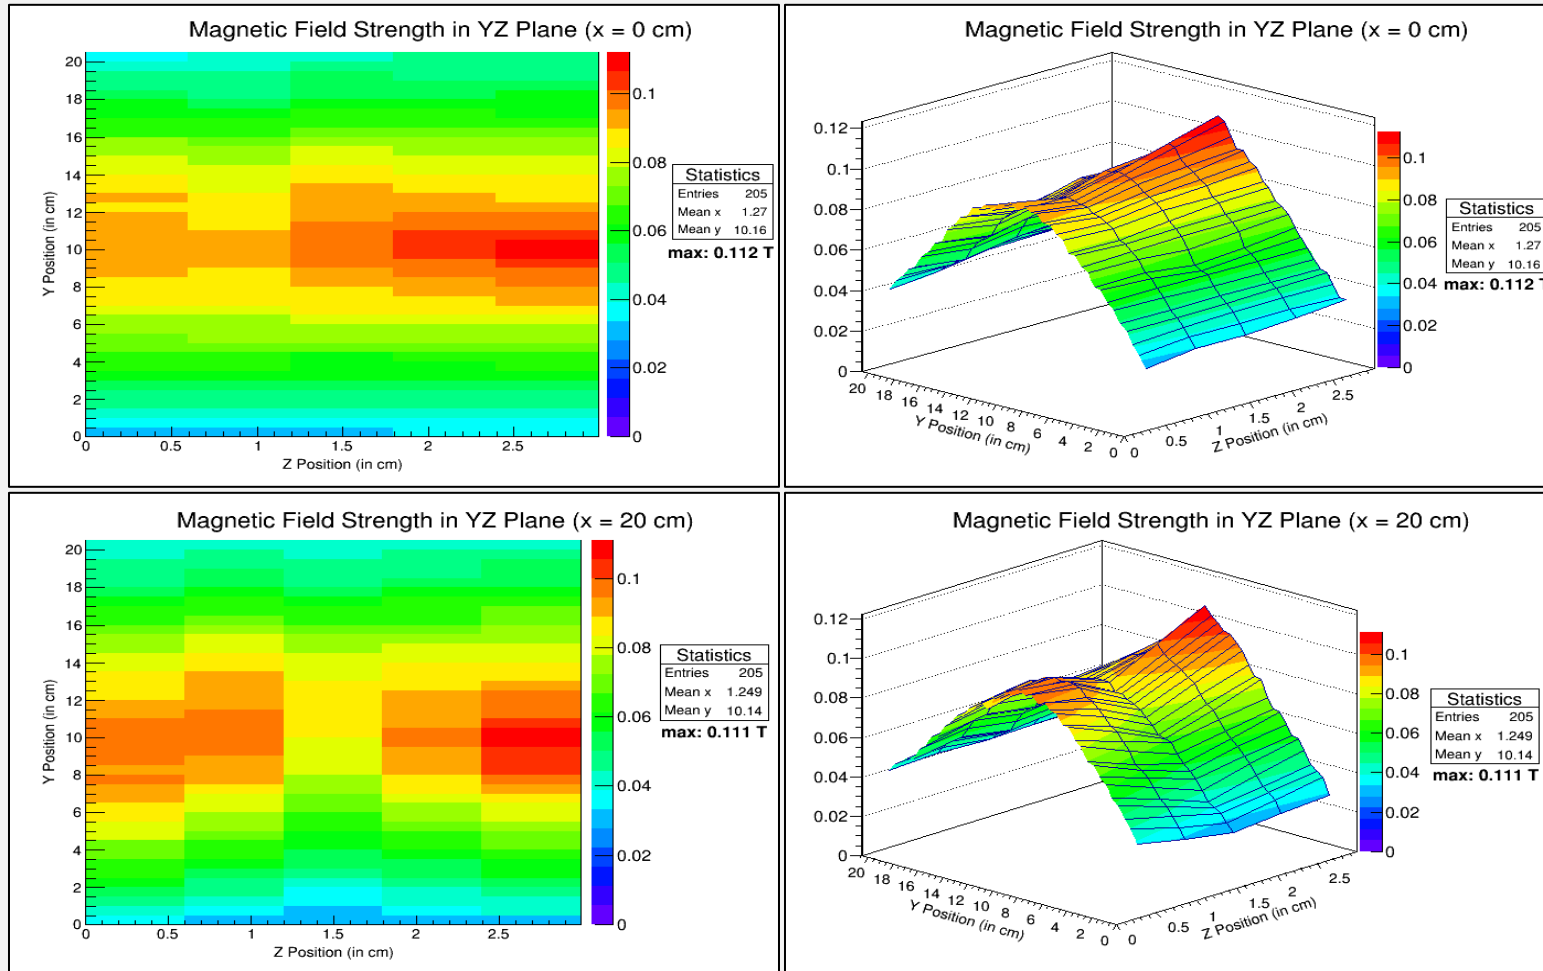 Magnetic Field Strength in YZ Plane (x = 0 cm)
20
18
16
14
12
10
8
6
4
2
0
Y Position (in cm)
0 0.5 1 1.5 2 2.5
Z Position (in cm)
0.1
0.08
0.06
0.04
0.02
0
Statistics
Entries 205
Mean x 1.27
Mean y 10.16
max: 0.112 T
Magnetic Field Strength in YZ Plane (x = 0 cm)
0.12
0.1
0.08
0.06
0.04
0.02
0
20 18 16 14 12 10 8 6 4 2 0
Y Position (in cm)
0 0.5 1 1.5 2 2.5
Z Position (in cm)
0.1
0.08
0.06
0.04
0.02
0
Statistics
Entries 205
Mean x 1.27
Mean y 10.16
max: 0.112 T
Magnetic Field Strength in YZ Plane (x = 20 cm)
20
18
16
14
12
10
8
6
4
2
0
Y Position (in cm)
0 0.5 1 1.5 2 2.5
Z Position (in cm)
0.1
0.08
0.06
0.04
0.02
0
Statistics
Entries 205
Mean x 1.249
Mean y 10.14
max: 0.111 T
Magnetic Field Strength in YZ Plane (x = 20 cm)
0.12
0.1
0.08
0.06
0.04
0.02
0
20 18 16 14 12 10 8 6 4 2 0
Y Position (in cm)
0 0.5 1 1.5 2 2.5
Z Position (in cm)
0.1
0.08
0.06
0.04
0.02
0
Statistics
Entries 205
Mean x 1.249
Mean y 10.14
max: 0.111 T